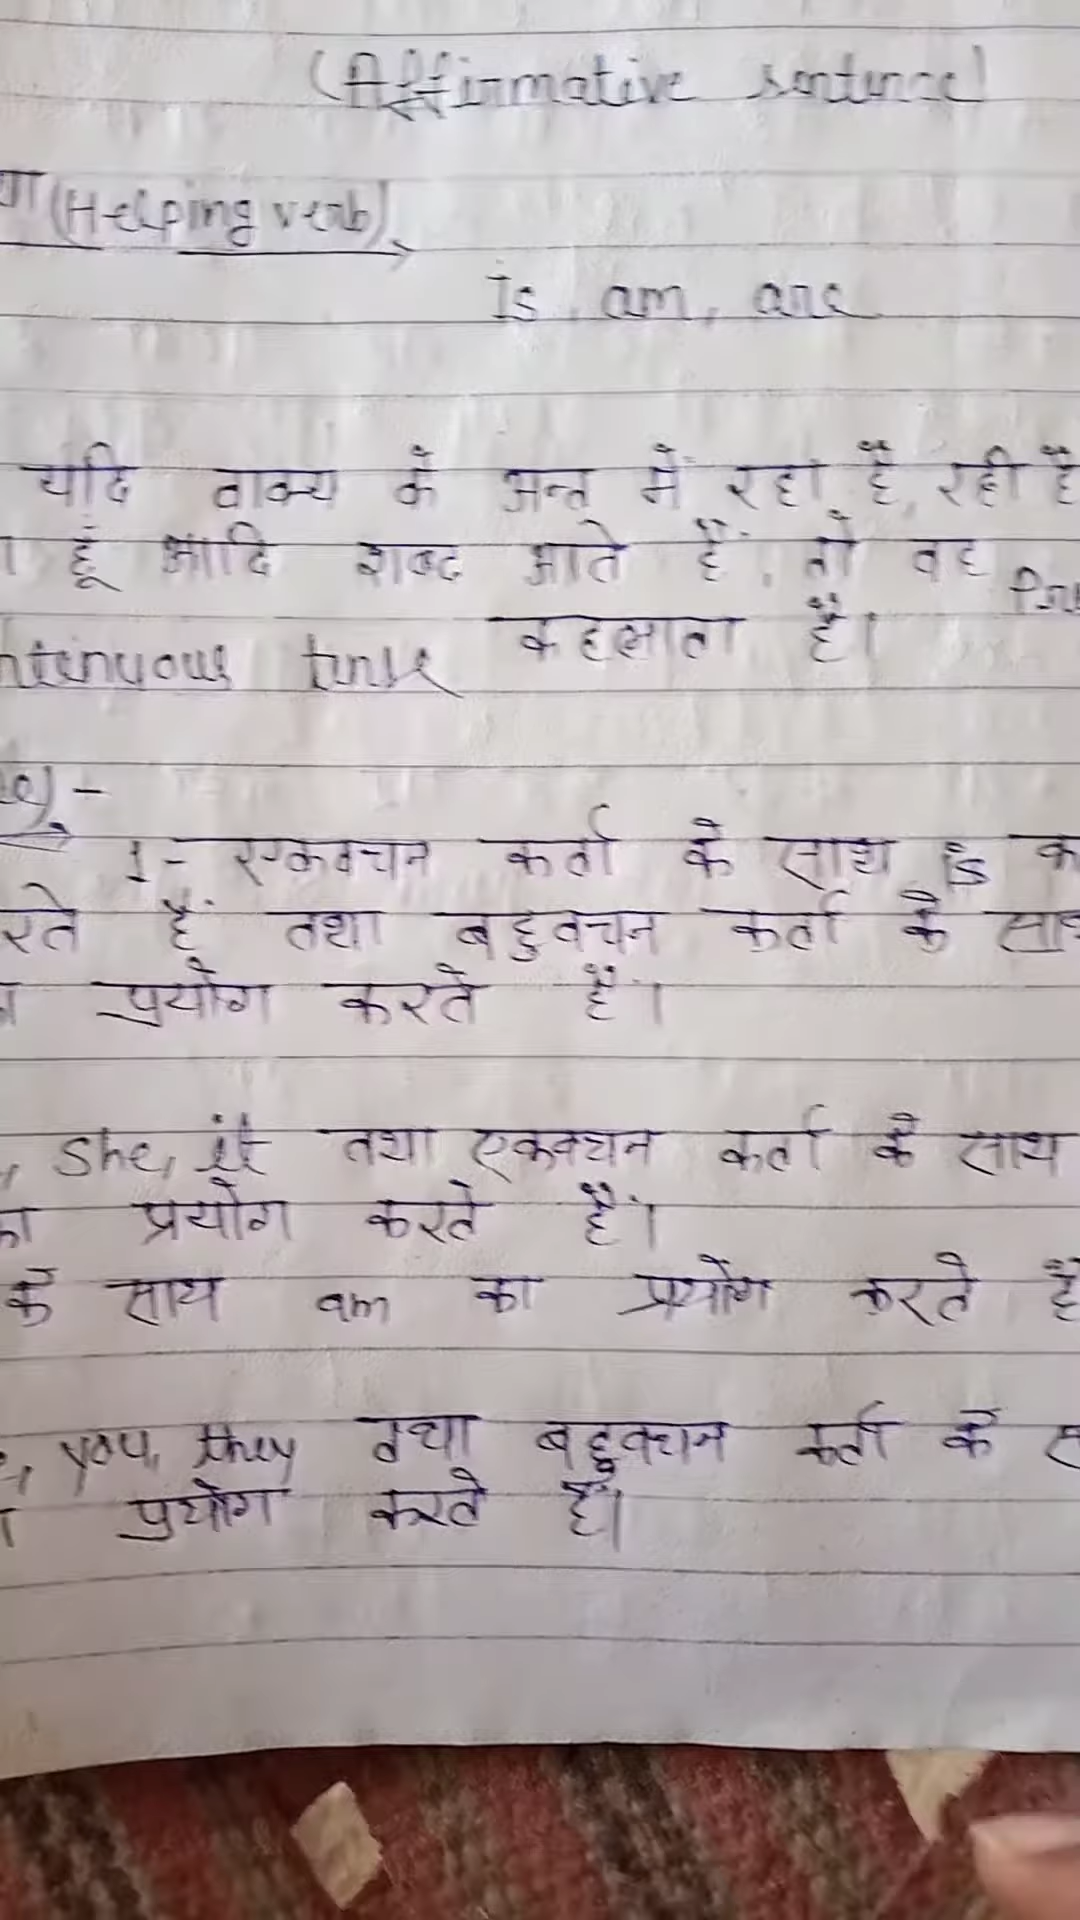 (Affirmative sentence)
(Helping verb)
Is, am, are
यदि वाक्य के अन्त में रहा है, रही है
हूँ आदि शब्द आते हैं, तो वह
tense कहलाता है।
1- एकवचन कर्ता के साथ is
हैं तथा बहुवचन कर्ता के
प्रयोग करते हैं।
she, it तथा एकवचन कर्ता के साथ
प्रयोग करते हैं।
के साथ am का प्रयोग करते
you, they तथा बहुवचन कर्ता के
प्रयोग करते हैं।